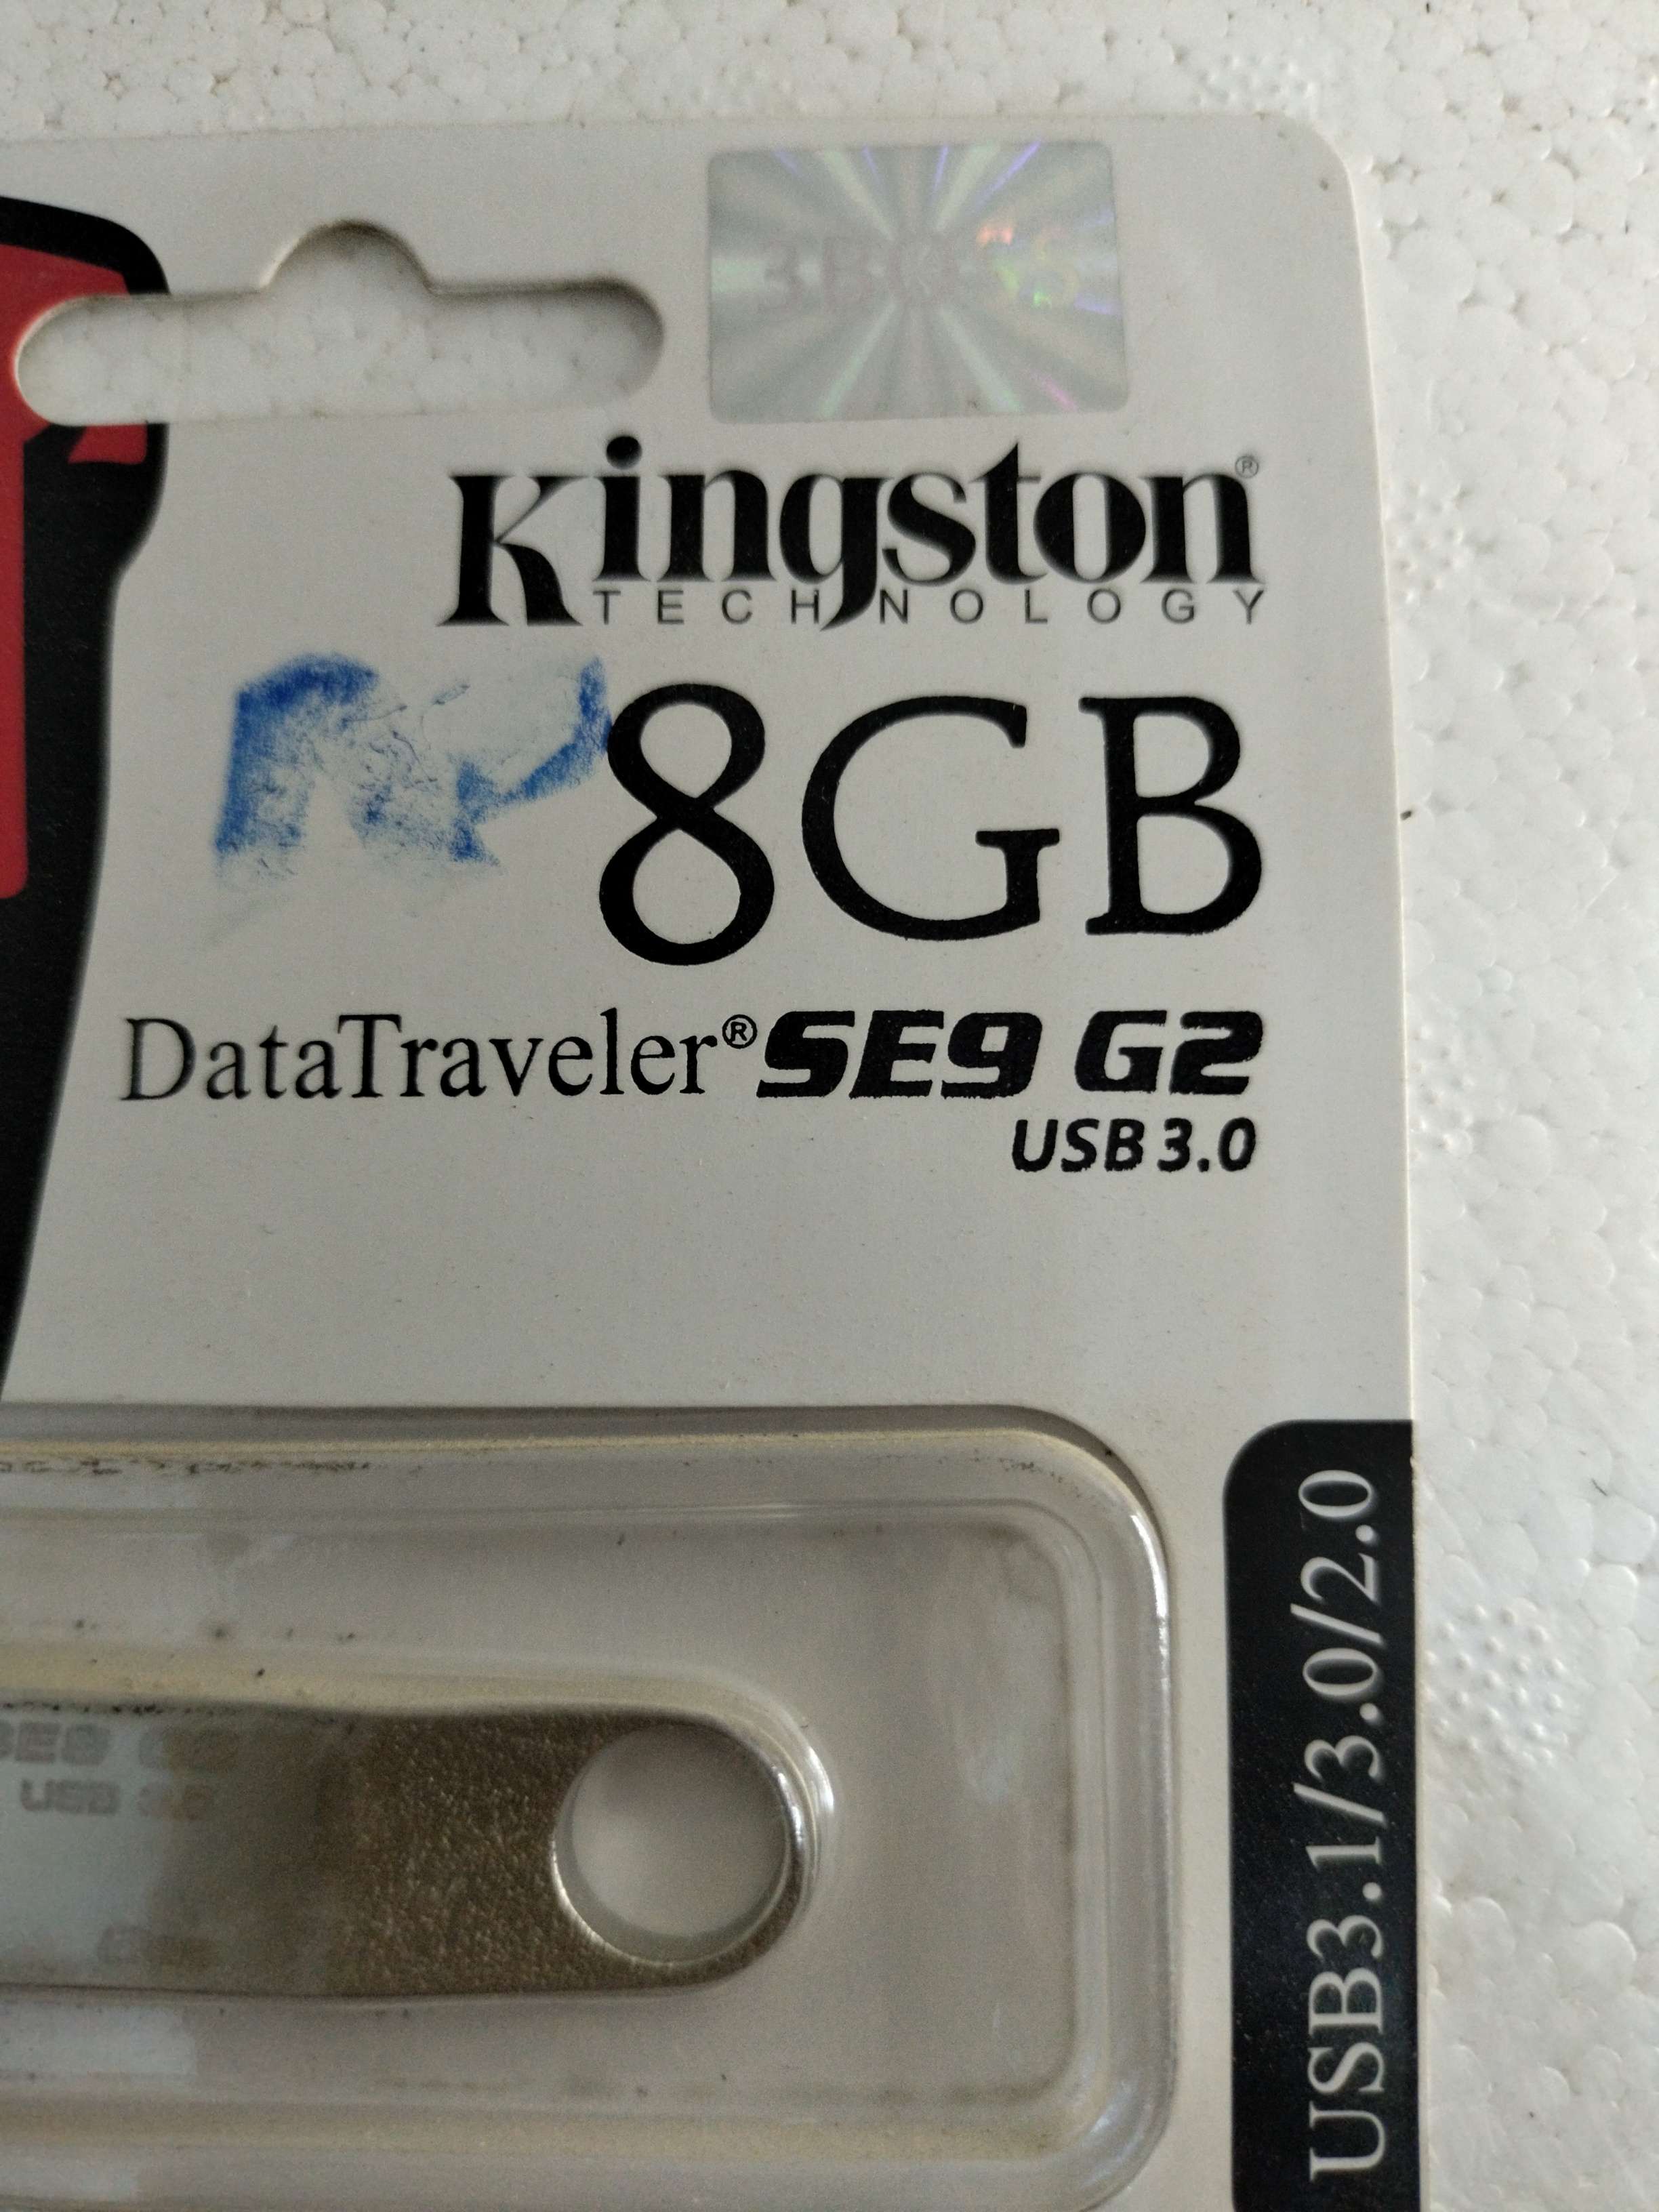 Kingston®
TECHNOLOGY
8GB
DataTraveler® SE9 G2
USB 3.0
USB3.1/3.0/2.0